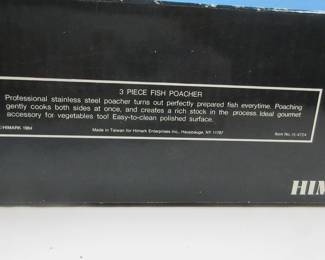 3 PIECE FISH POACHER
Professional stainless steel poacher turns out perfectly prepared fish everytime. Poaching
gently cooks both sides at once, and creates a rich stock in the process. Ideal gourmet
accessory for vegetables too! Easy-to-clean polished surface.
©HIMARK 1984 Made in Taiwan for Himark Enterprises Inc., Hauppauge, NY 11787 Item No.
HIM